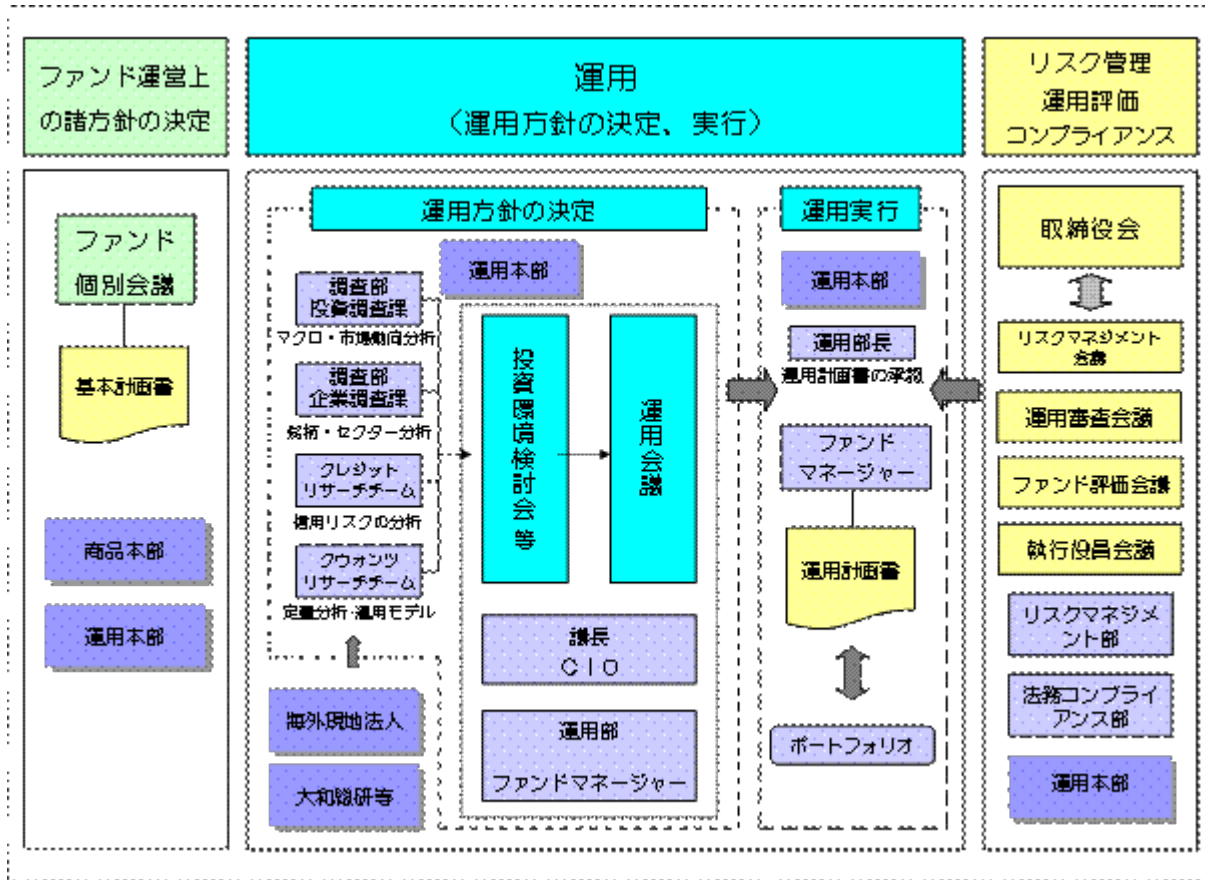 ファンド運営上
の諸方針の決定
運用
（運用方針の決定、実行）
リスク管理
運用評価
コンプライアンス
ファンド
個別会議
基本計画書
商品本部
運用本部
運用方針の決定
運用本部
調査部
投資調査課
マクロ・市場動向分析
調査部
企業調査課
銘柄・セクター分析
クレジット
リサーチチーム
信用リスクの分析
クウォンツ
リサーチチーム
定量分析・運用モデル
海外現地法人
大和総研等
投資環境検討会等
運用会議
議長
ＣＩＯ
運用部
ファンドマネージャー
運用実行
運用本部
運用部長
運用計画書の承認
ファンド
マネージャー
運用計画書
ポートフォリオ
取締役会
リスクマネジメント
会議
運用審査会議
ファンド評価会議
執行役員会議
リスクマネジメ
ント部
法務コンプライ
アンス部
運用本部